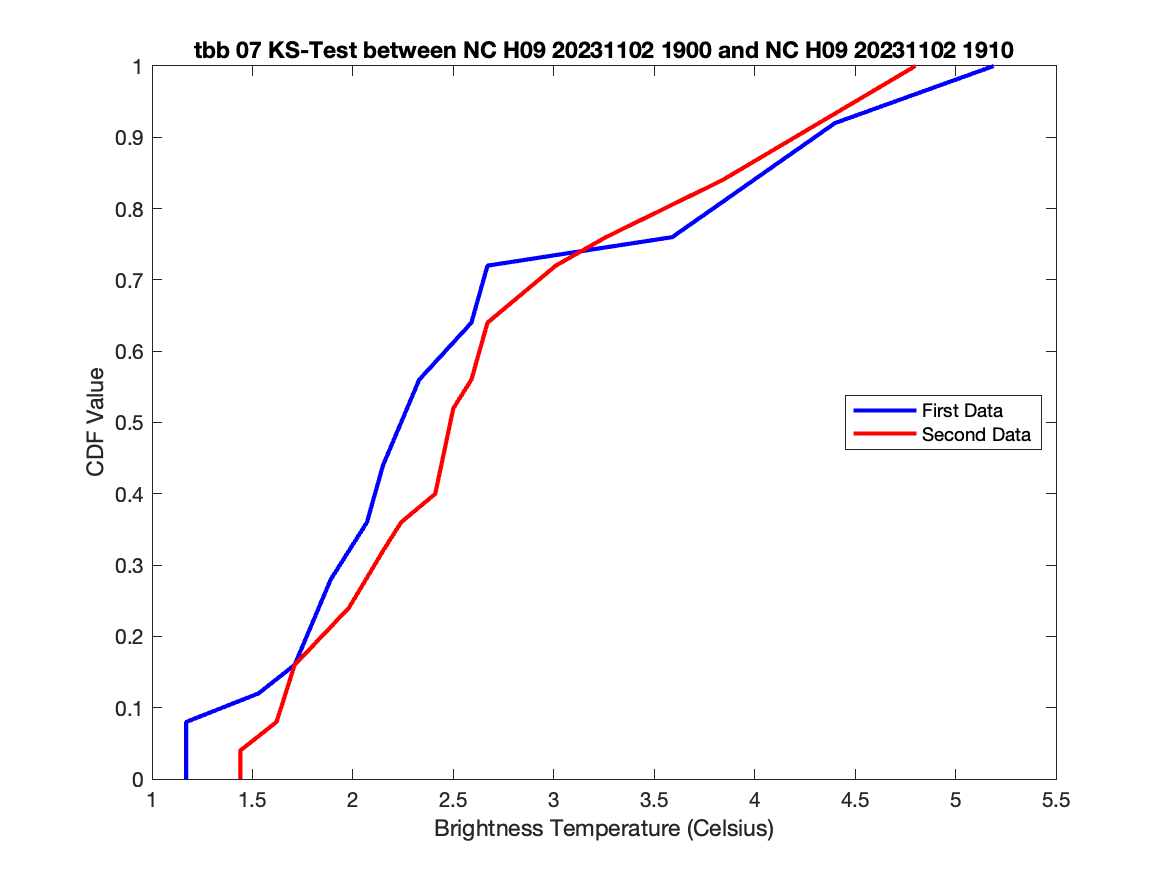 tbb 07 KS-Test between NC H09 20231102 1900 and NC H09 20231102 1910
1
0.9
0.8
0.7
0.6
0.5
0.4
0.3
0.2
0.1
0
CDF Value
First Data
Second Data
1 1.5 2 2.5 3 3.5 4 4.5 5 5.5
Brightness Temperature (Celsius)